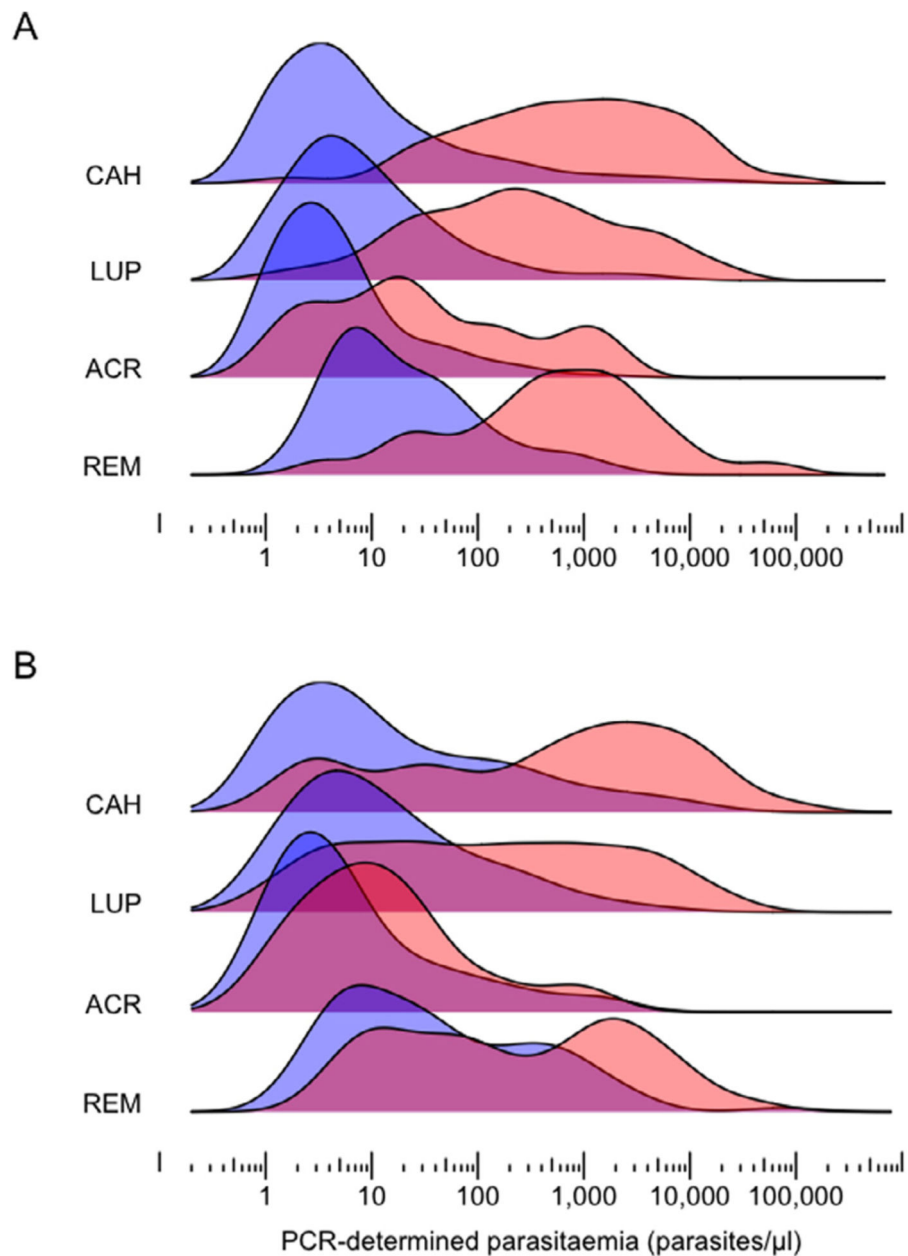 A
CAH
LUP
ACR
REM
1 10 100 1,000 10,000 100,000
B
CAH
LUP
ACR
REM
1 10 100 1,000 10,000 100,000
PCR-determined parasitaemia (parasites/µl)